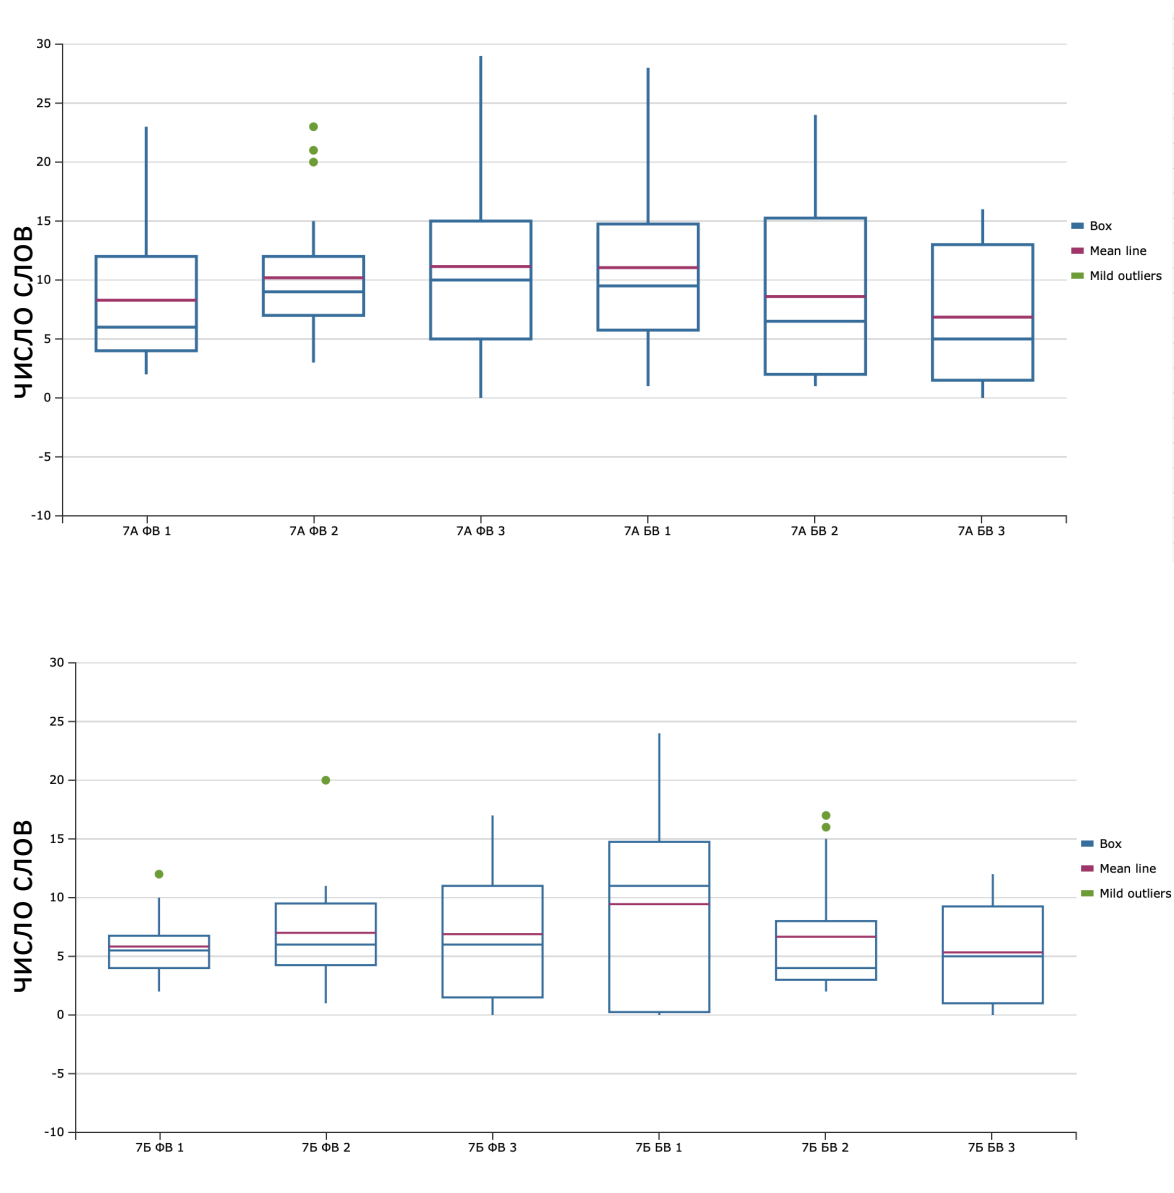 30
25
20
15
10
5
0
-5
-10
ЧИСЛО СЛОВ
7А ФВ 1
7А ФВ 2
7А ФВ 3
7А БВ 1
7А БВ 2
7А БВ 3
Box
Mean line
Mild outliers
30
25
20
15
10
5
0
-5
-10
ЧИСЛО СЛОВ
7Б ФВ 1
7Б ФВ 2
7Б ФВ 3
7Б БВ 1
7Б БВ 2
7Б БВ 3
Box
Mean line
Mild outliers